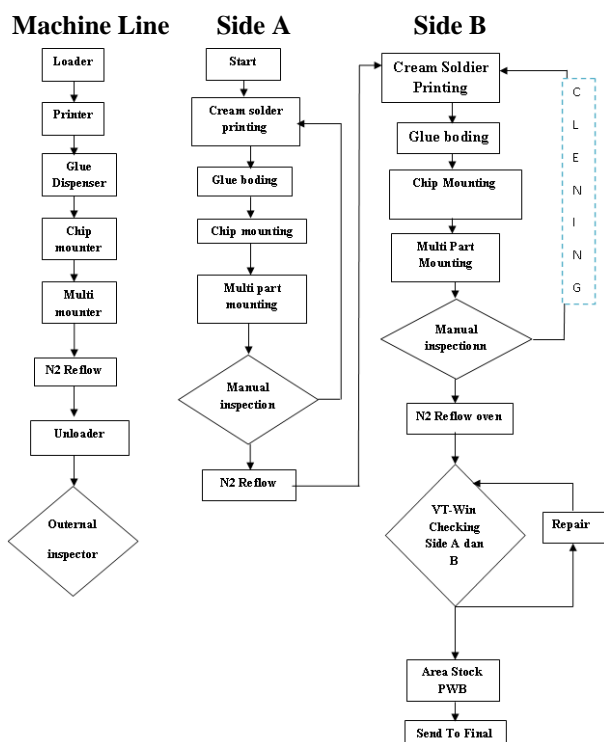 Machine Line
Side A
Side B
Loader
Printer
Glue
Dispenser
Chip
mounter
Multi
mounter
N2 Reflow
Unloader
Outernal
inspector
Start
Cream solder
printing
Glue boding
Chip mounting
Multi part
mounting
Manual
inspection
N2 Reflow
Cream Soldier
Printing
Glue boding
Chip Mounting
Multi Part
Mounting
Manual
inspectionn
N2 Reflow oven
VT-Win
Checking
Side A dan
B
Repair
Area Stock
PWB
Send To Final
C
L
E
N
I
N
G